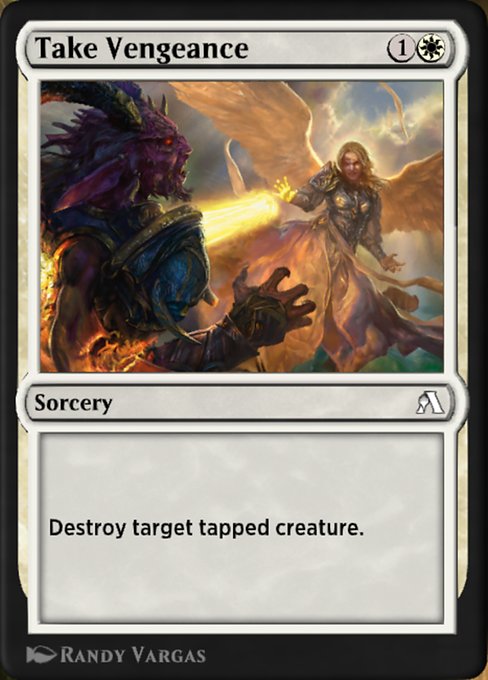 Take Vengeance 1
Sorcery
Destroy target tapped creature.
Randy Vargas